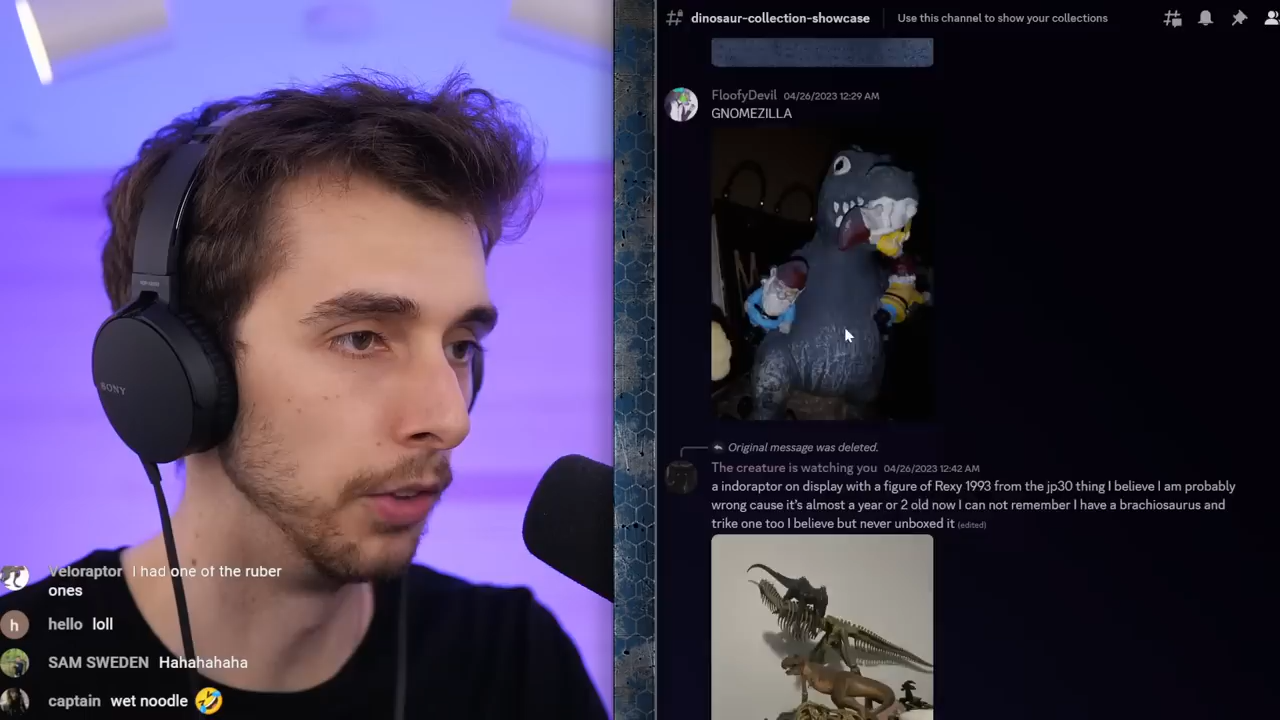 # dinosaur-collection-showcase Use this channel to show your collections
FloofyDevil 04/26/2023 12:29 AM
GNOMEZILLA
Original message was deleted.
The creature is watching you 04/26/2023 12:42 AM
a indoraptor on display with a figure of Rexy 1993 from the jp30 thing I believe I am probably
wrong cause it's almost a year or 2 old now I can not remember I have a brachiosaurus and
trike one too I believe but never unboxed it (edited)
SONY
Veloraptor I had one of the ruber
ones
h hello loll
SAM SWEDEN Hahahahaha
captain wet noodle 🤣